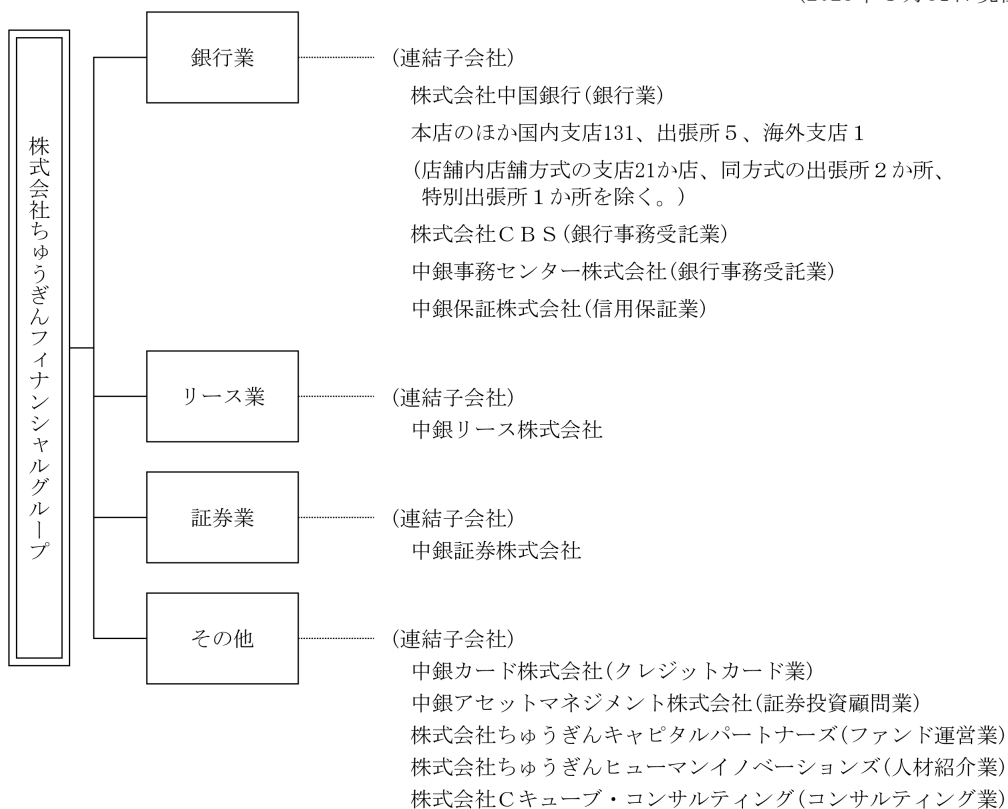 株式会社ちゅうぎんフィナンシャルグループ
銀行業
(連結子会社)
株式会社中国銀行(銀行業)
本店のほか国内支店131、出張所5、海外支店1
(店舗内店舗方式の支店21か店、同方式の出張所2か所、
特別出張所1か所を除く。)
株式会社CBS(銀行事務受託業)
中銀事務センター株式会社(銀行事務受託業)
中銀保証株式会社(信用保証業)
リース業
(連結子会社)
中銀リース株式会社
証券業
(連結子会社)
中銀証券株式会社
その他
(連結子会社)
中銀カード株式会社(クレジットカード業)
中銀アセットマネジメント株式会社(証券投資顧問業)
株式会社ちゅうぎんキャピタルパートナーズ(ファンド運営業)
株式会社ちゅうぎんヒューマンイノベーションズ(人材紹介業)
株式会社Cキューブ・コンサルティング(コンサルティング業)